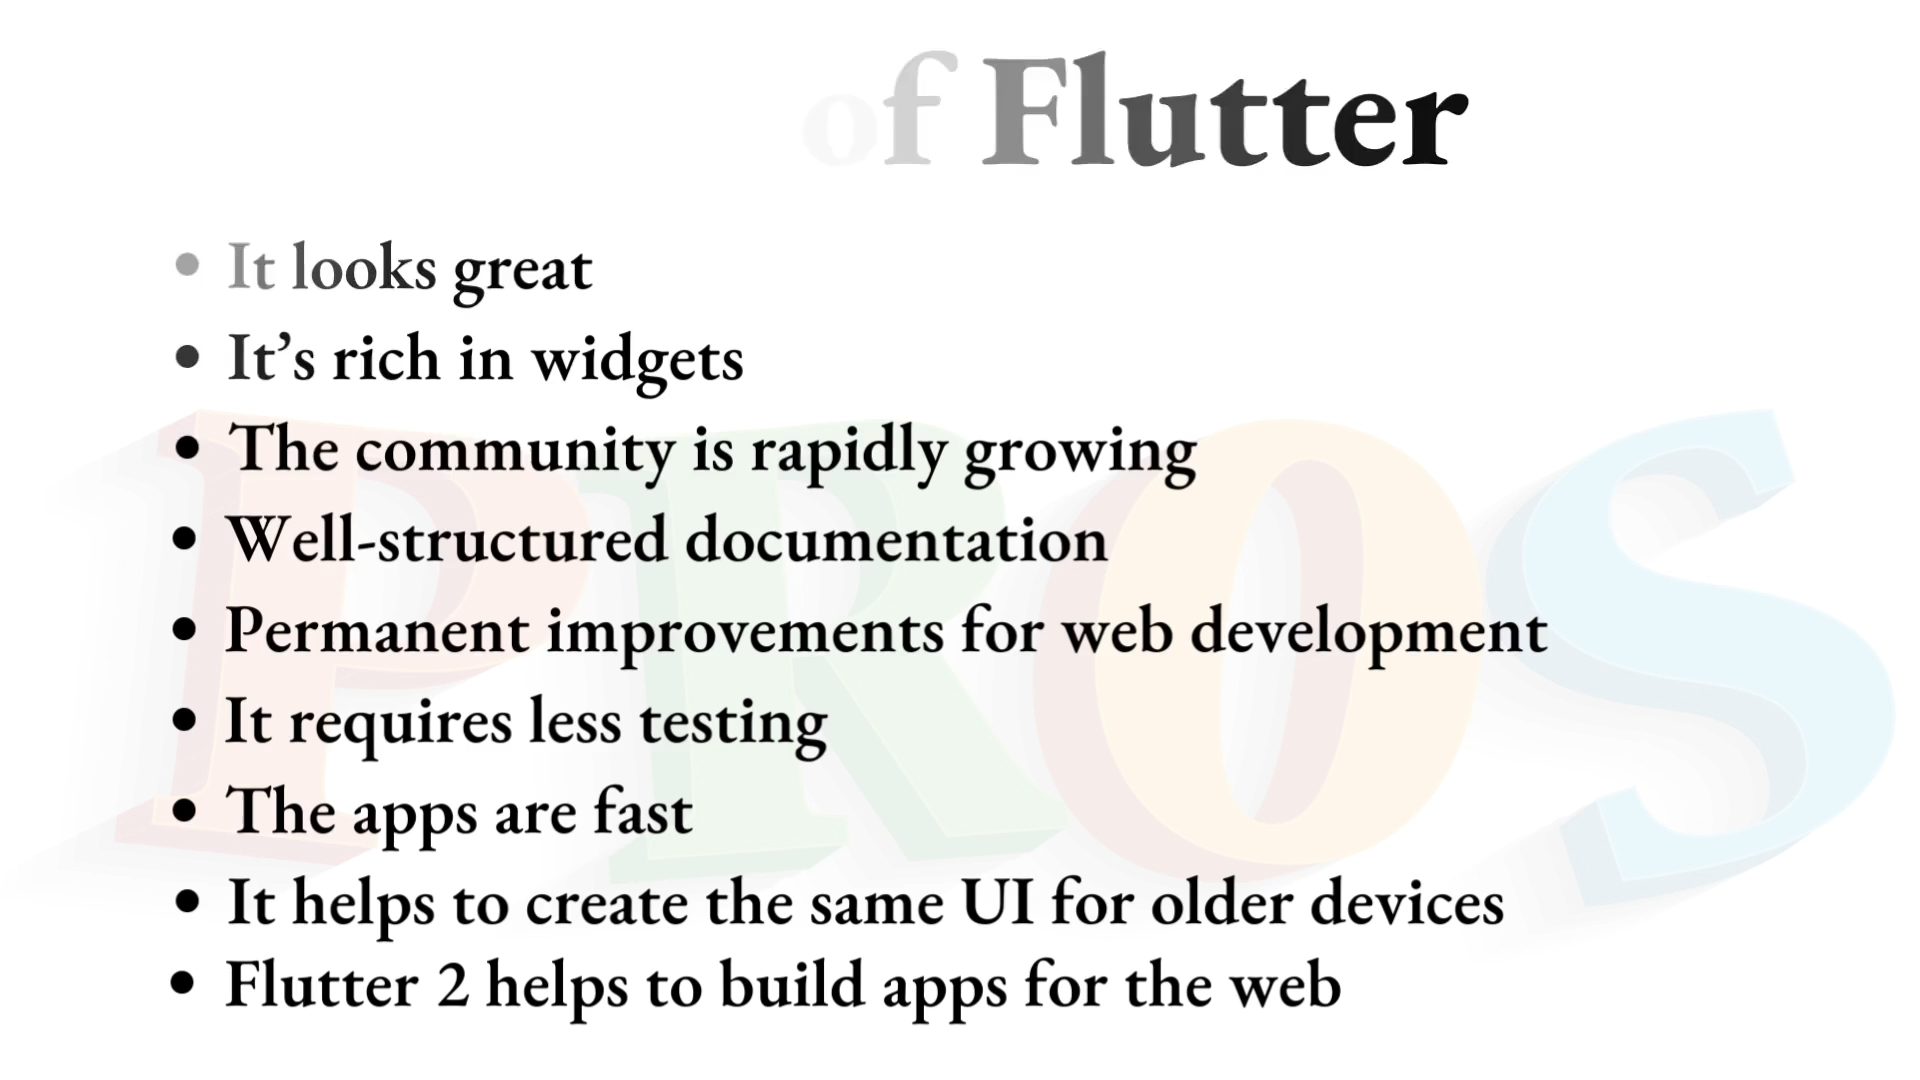 of Flutter
• It looks great
• It’s rich in widgets
• The community is rapidly growing
• Well-structured documentation
• Permanent improvements for web development
• It requires less testing
• The apps are fast
• It helps to create the same UI for older devices
• Flutter 2 helps to build apps for the web
PROS